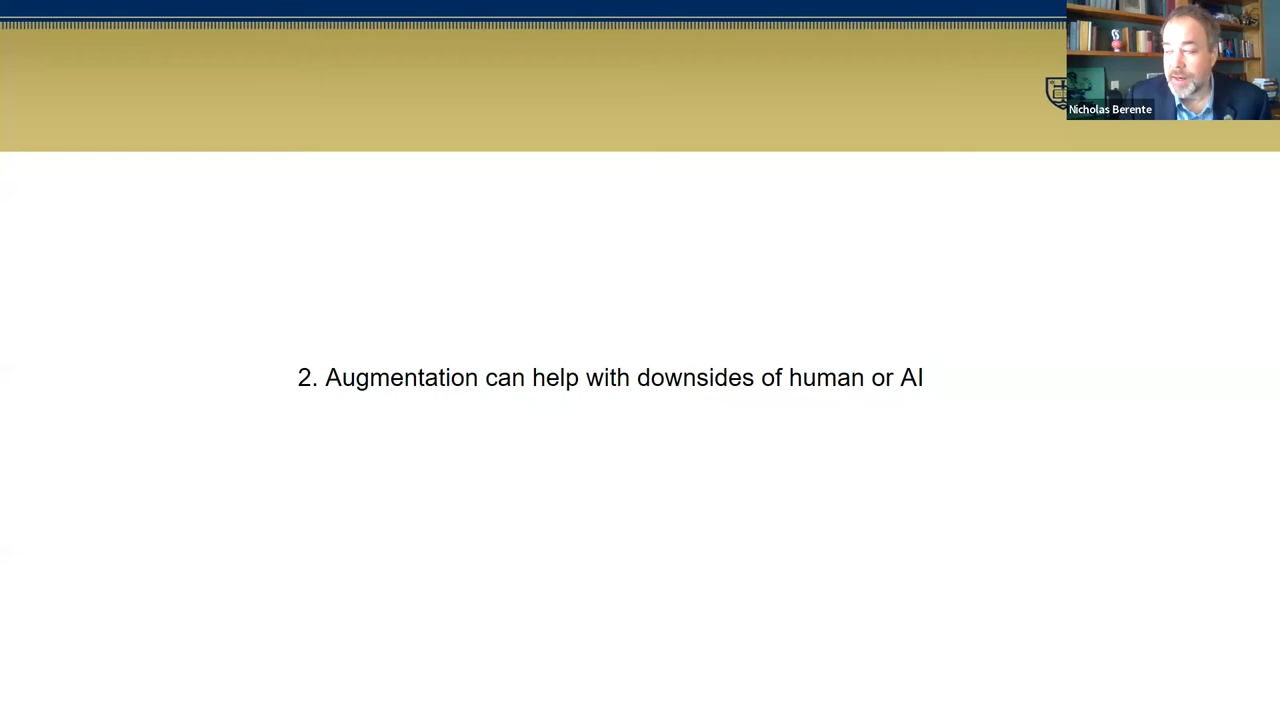 Nicholas Berente
2. Augmentation can help with downsides of human or AI